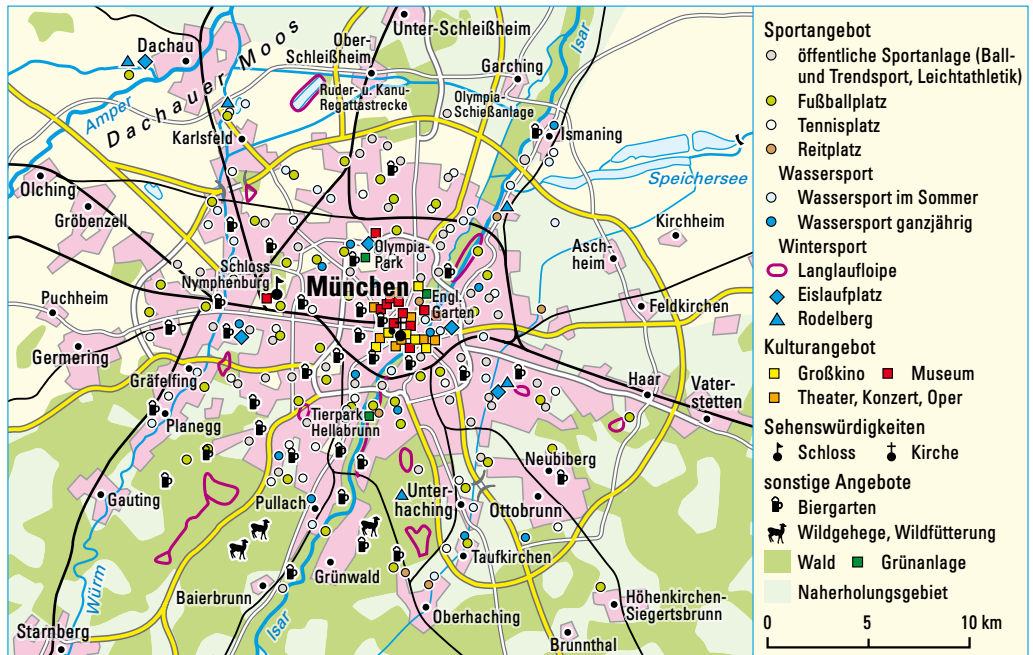 Unter-Schleißheim
Isar
Dachau
Ober-
Schleißheim
Garching
Dachauer Moos
Ruder- u. Kanu-
Regattastrecke
Olympia-
Schießanlage
Amper
Karlsfeld
Ismaning
Olching
Speichersee
Gröbenzell
Kirchheim
Olympia-
Park
Asch-
heim
Schloss
Nymphenburg
München
Engl.
Garten
Puchheim
Feldkirchen
Germering
Gräfelfing
Haar
Vater-
stetten
Planegg
Tierpark
Hellabrunn
Neubiberg
Gauting
Pullach
Unter-
haching
Ottobrunn
Taufkirchen
Grünwald
Würm
Baierbrunn
Höhenkirchen-
Siegertsbrunn
Oberhaching
Isar
Starnberg
Brunnthal
Sportangebot
öffentliche Sportanlage (Ball-
und Trendsport, Leichtathletik)
Fußballplatz
Tennisplatz
Reitplatz
Wassersport
Wassersport im Sommer
Wassersport ganzjährig
Wintersport
Langlaufloipe
Eislaufplatz
Rodelberg
Kulturangebot
Großkino Museum
Theater, Konzert, Oper
Sehenswürdigkeiten
Schloss Kirche
sonstige Angebote
Biergarten
Wildgehege, Wildfütterung
Wald Grünanlage
Naherholungsgebiet
0 5 10 km